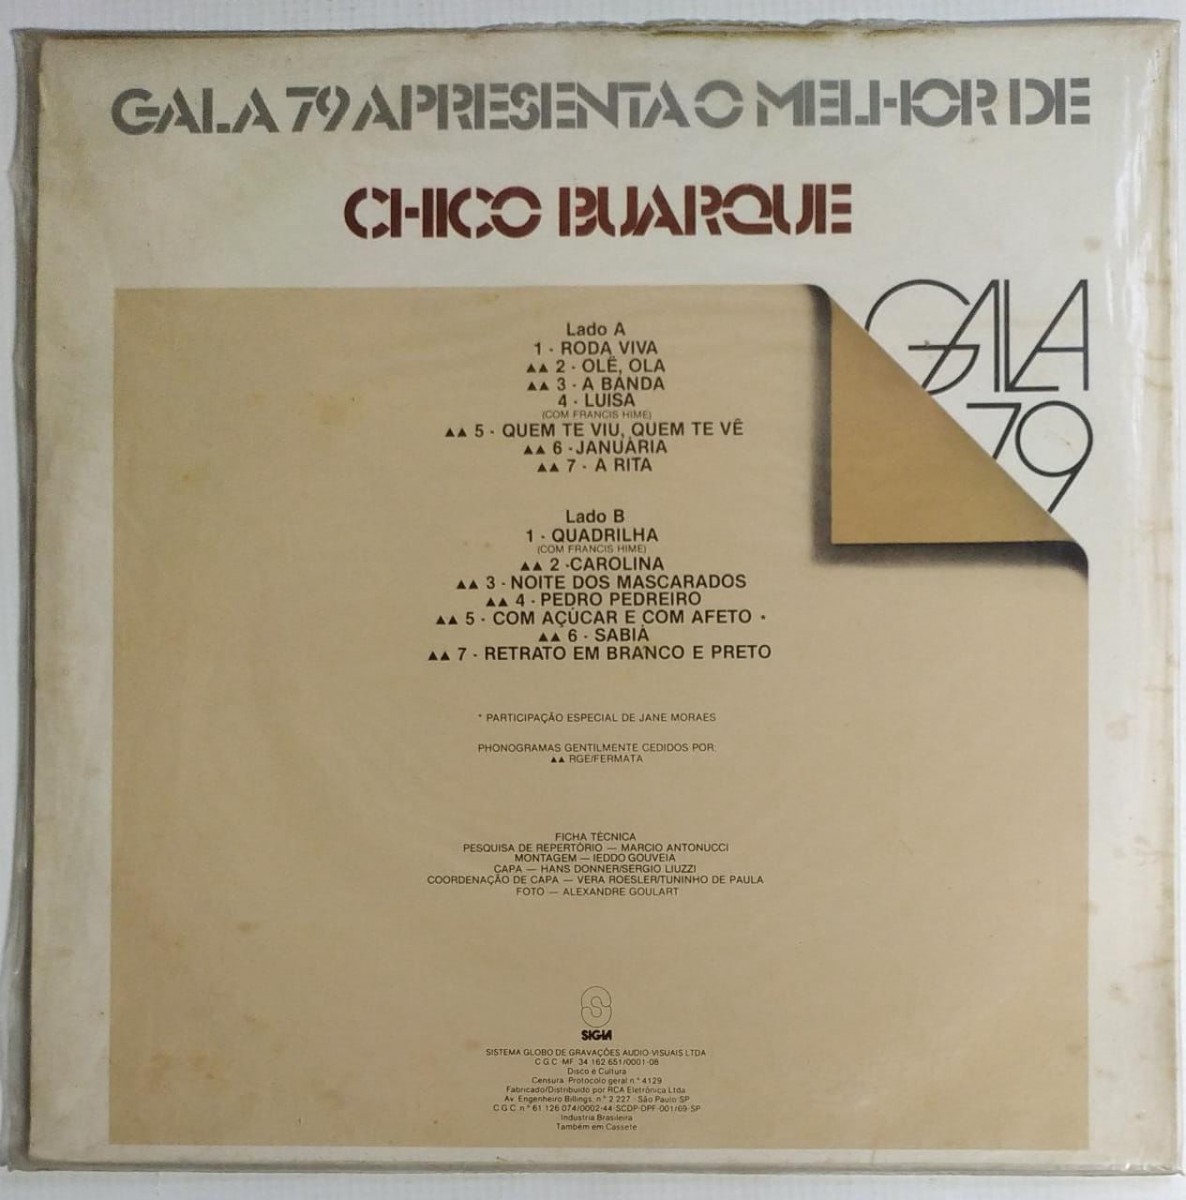 GALA 79 APRESENTA O MELHOR DE
CHICO BUARQUE
GALA
79
Lado A
1 - RODA VIVA
▲▲ 2 - OLÊ, OLA
▲▲ 3 - A BANDA
4 - LUISA
(COM FRANCIS HIME)
▲▲ 5 - QUEM TE VIU, QUEM TE VÊ
▲▲ 6 -JANUÁRIA
▲▲ 7 - A RITA
Lado B
1 - QUADRILHA
(COM FRANCIS HIME)
▲▲ 2 -CAROLINA
▲▲ 3 - NOITE DOS MASCARADOS
▲▲ 4 - PEDRO PEDREIRO
▲▲ 5 - COM AÇÚCAR E COM AFETO *
▲▲ 6 - SABIÁ
▲▲ 7 - RETRATO EM BRANCO E PRETO
* PARTICIPAÇÃO ESPECIAL DE JANE MORAES
PHONOGRAMAS GENTILMENTE CEDIDOS POR:
▲▲ RGE/FERMATA
FICHA TÉCNICA
PESQUISA DE REPERTÓRIO — MARCIO ANTONUCCI
MONTAGEM — IEDDO GOUVEIA
CAPA — HANS DONNER/SERGIO LIUZZI
COORDENAÇÃO DE CAPA — VERA ROESLER/TUNINHO DE PAULA
FOTO — ALEXANDRE GOULART
SIGLA
SISTEMA GLOBO DE GRAVAÇÕES AUDIO-VISUAIS LTDA
C G C MF 34 162 651/0001-08
Disco é Cultura
Censura Protocolo geral n.º 4129
Fabricado/Distribuido por RCA Eletrônica Ltda
Av. Engenheiro Billings, n.º 2 227 - São Paulo SP
C G C n.º 61 126 074/0002-44-SCDP-DPF-001/69-SP
Indústria Brasileira
Também em Cassete